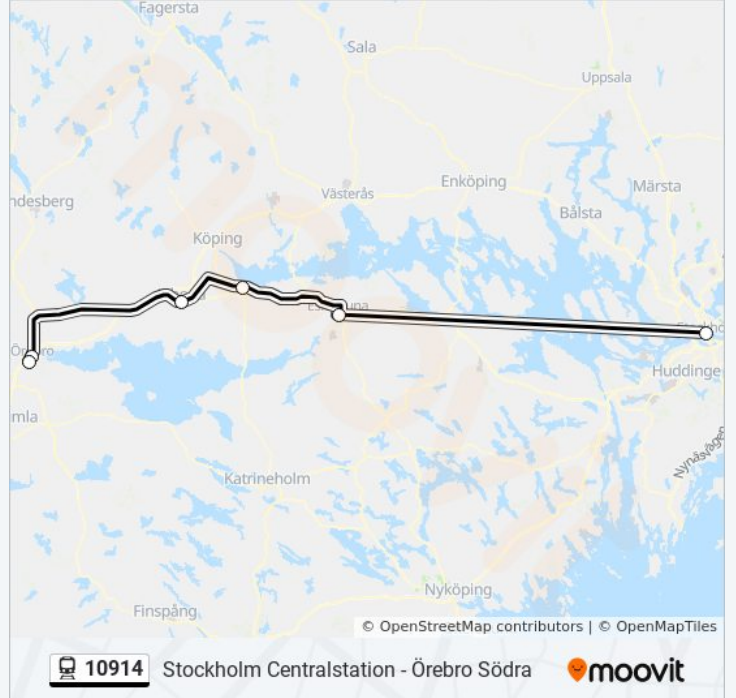 Fagersta
Sala
Uppsala
Västerås
Enköping
Märsta
ndesberg
Bålsta
Köping
Huddinge
mla
Nynäsvägen
Katrineholm
Nyköping
Finspång
© OpenStreetMap contributors | © OpenMapTiles
10914 Stockholm Centralstation - Örebro Södra moovit